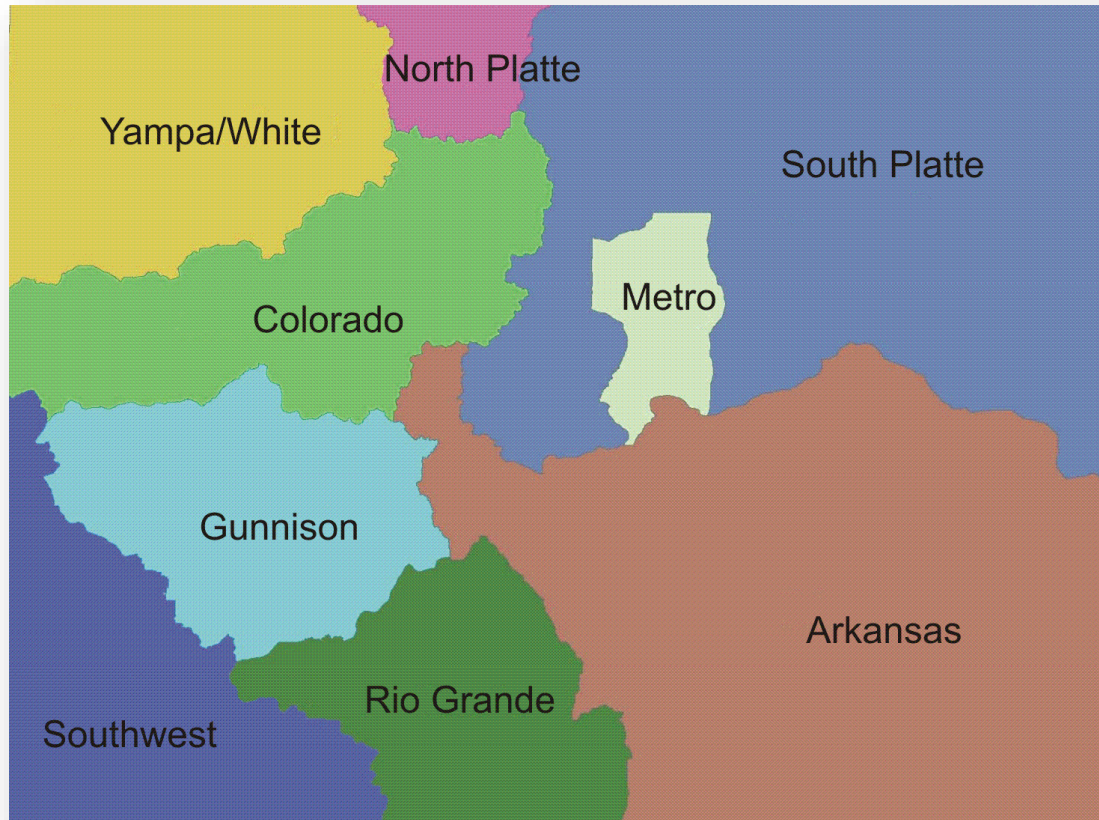 North Platte
Yampa/White
South Platte
Metro
Colorado
Gunnison
Arkansas
Rio Grande
Southwest